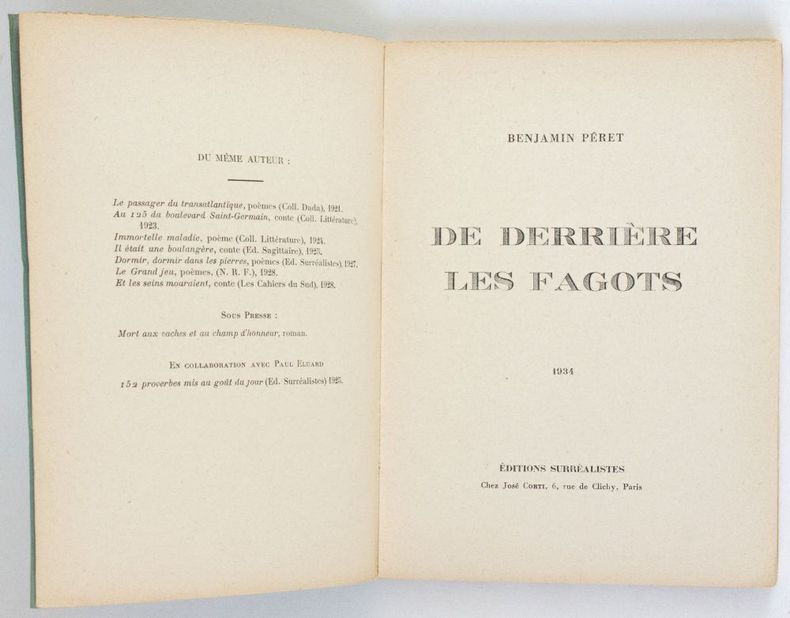 DU MÊME AUTEUR :
Le passager du transatlantique, poèmes (Coll. Dada), 1921.
Au 125 du boulevard Saint-Germain, conte (Coll. Littérature),
1923.
Immortelle maladie, poème (Coll. Littérature), 1924.
Il était une boulangère, conte (Ed. Sagittaire), 1925.
Dormir, dormir dans les pierres, poèmes (Ed. Surréalistes), 1927.
Le Grand jeu, poèmes, (N. R. F.), 1928.
Et les seins mouraient, conte (Les Cahiers du Sud), 1928.
SOUS PRESSE :
Mort aux vaches et au champ d'honneur, roman.
EN COLLABORATION AVEC PAUL ELUARD
152 proverbes mis au goût du jour (Ed. Surréalistes) 1925.
BENJAMIN PÉRET
DE DERRIÈRE
LES FAGOTS
1934
ÉDITIONS SURRÉALISTES
Chez José CORTI, 6, rue de Clichy, Paris